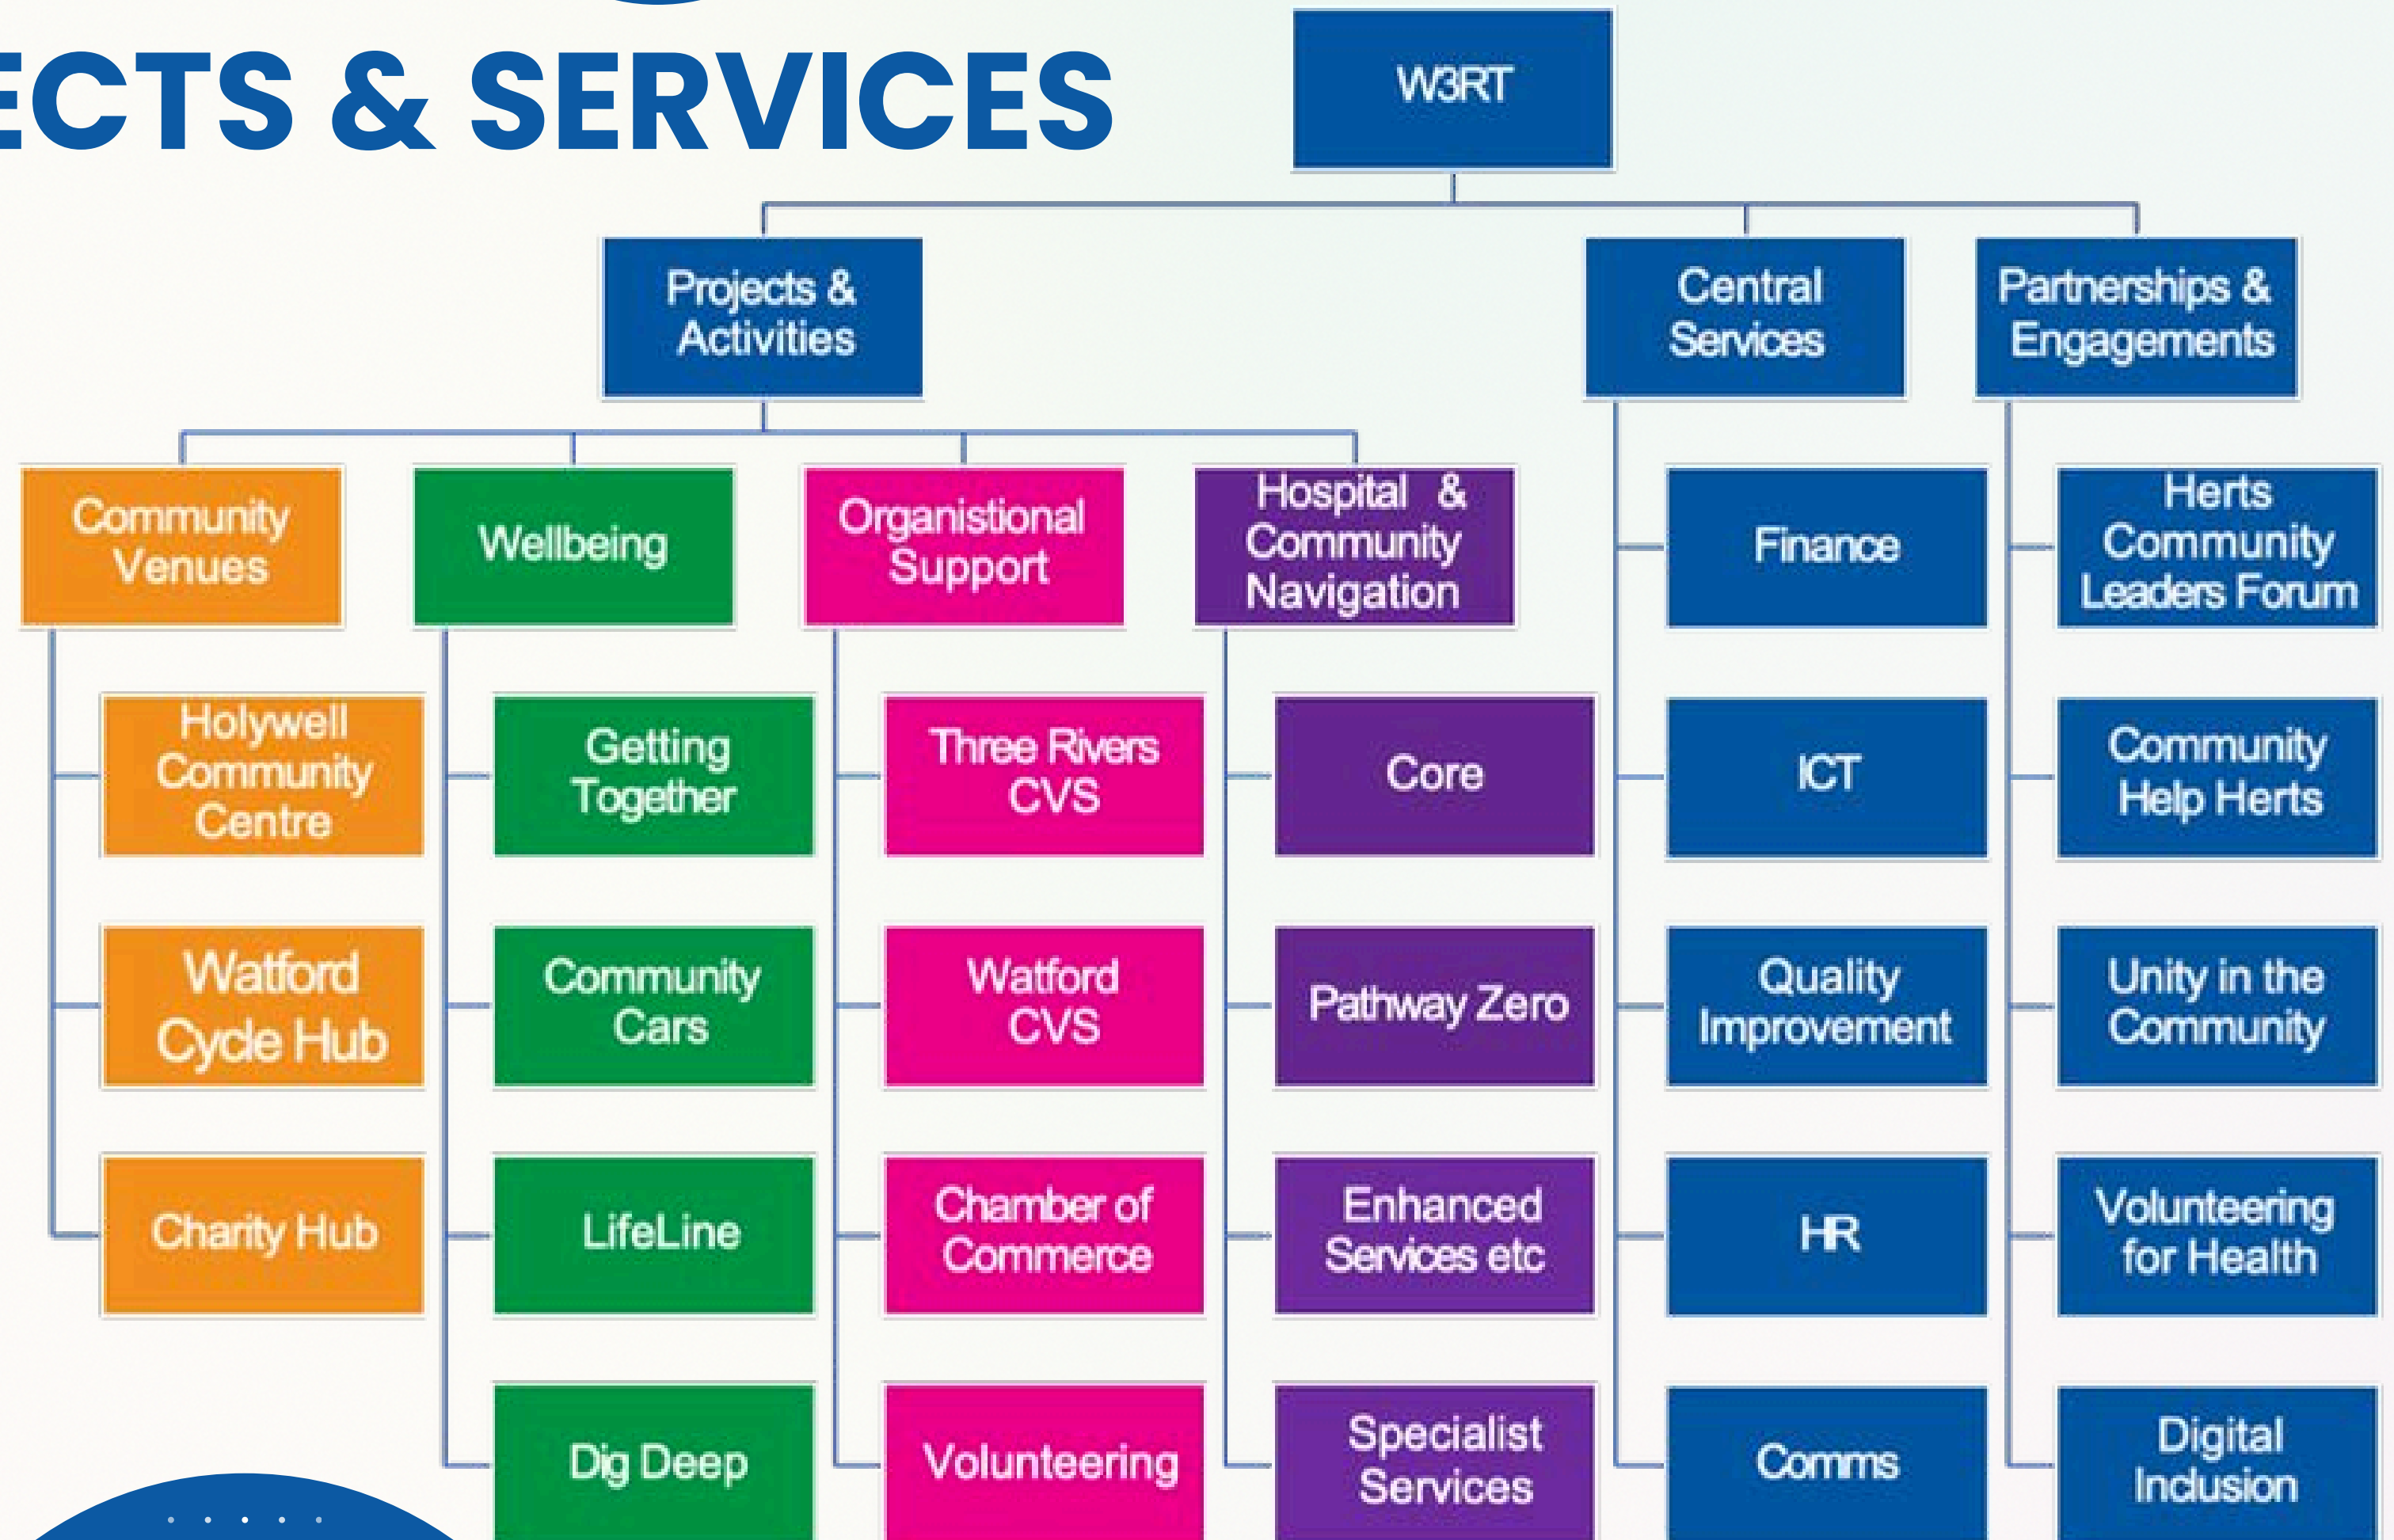 ECTS & SERVICES
W3RT
Projects &
Activities
Central
Services
Partnerships &
Engagements
Community
Venues
Wellbeing
Organistional
Support
Hospital &
Community
Navigation
Finance
Herts
Community
Leaders Forum
Holywell
Community
Centre
Getting
Together
Three Rivers
CVS
Core
ICT
Community
Help Herts
Watford
Cycle Hub
Community
Cars
Watford
CVS
Pathway Zero
Quality
Improvement
Unity in the
Community
Charity Hub
LifeLine
Chamber of
Commerce
Enhanced
Services etc
HR
Volunteering
for Health
Dig Deep
Volunteering
Specialist
Services
Comms
Digital
Inclusion